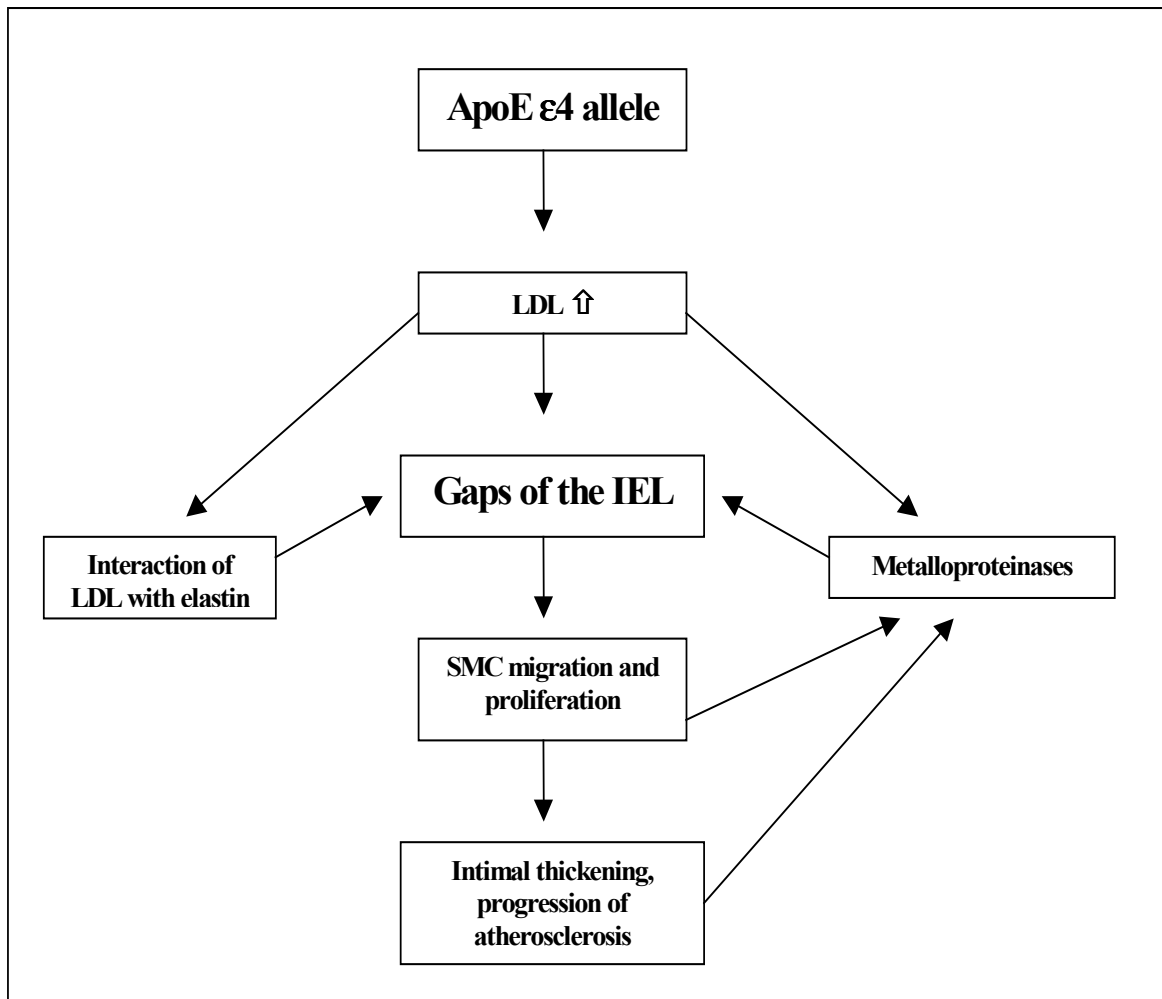 ApoE ε4 allele
LDL ⇧
Gaps of the IEL
Interaction of
LDL with elastin
Metalloproteinases
SMC migration and
proliferation
Intimal thickening,
progression of
atherosclerosis